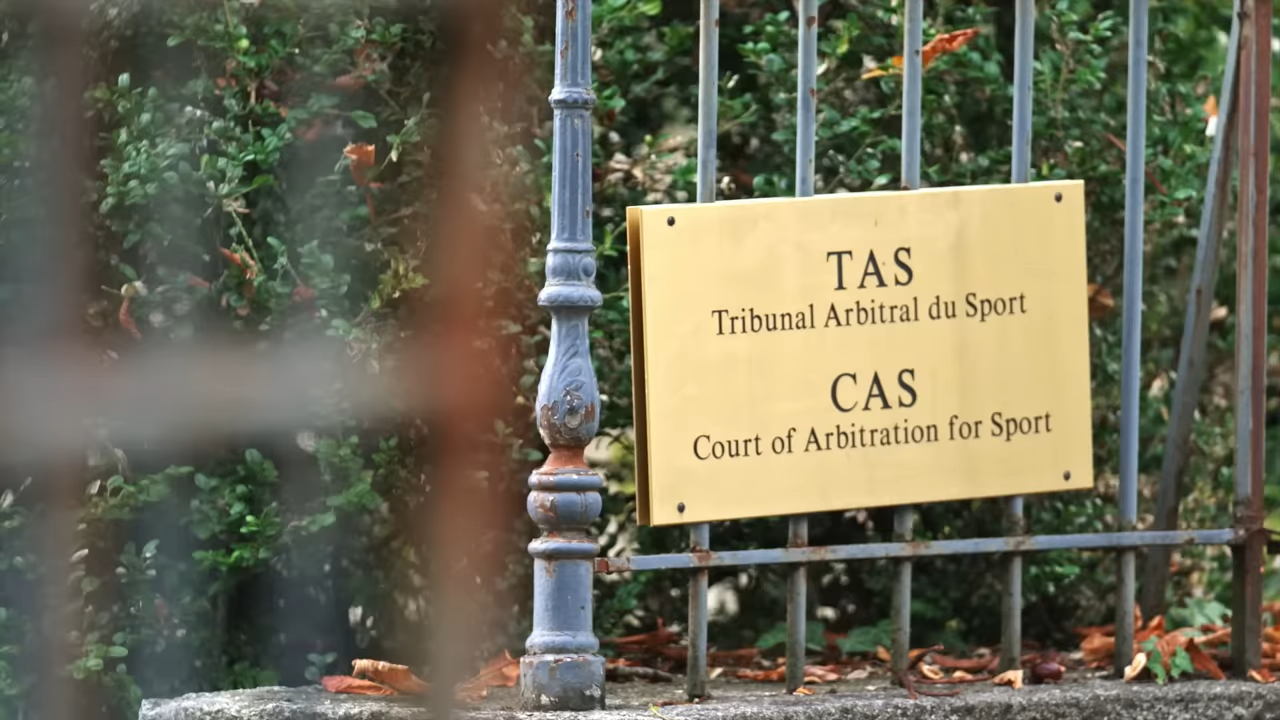 TAS
Tribunal Arbitral du Sport
CAS
Court of Arbitration for Sport